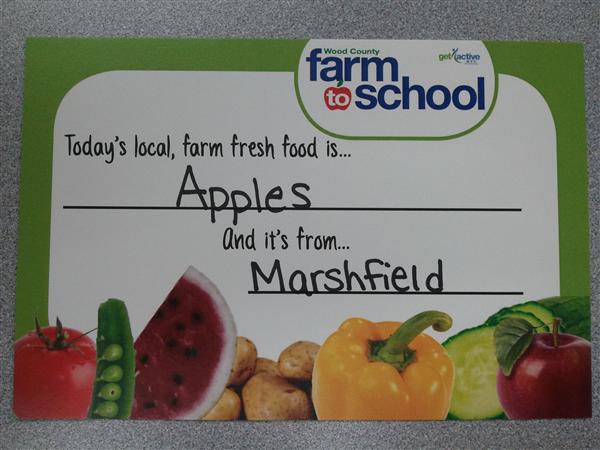 Wood County
get active
farm
to school
Today's local, farm fresh food is...
Apples
And it's from...
Marshfield